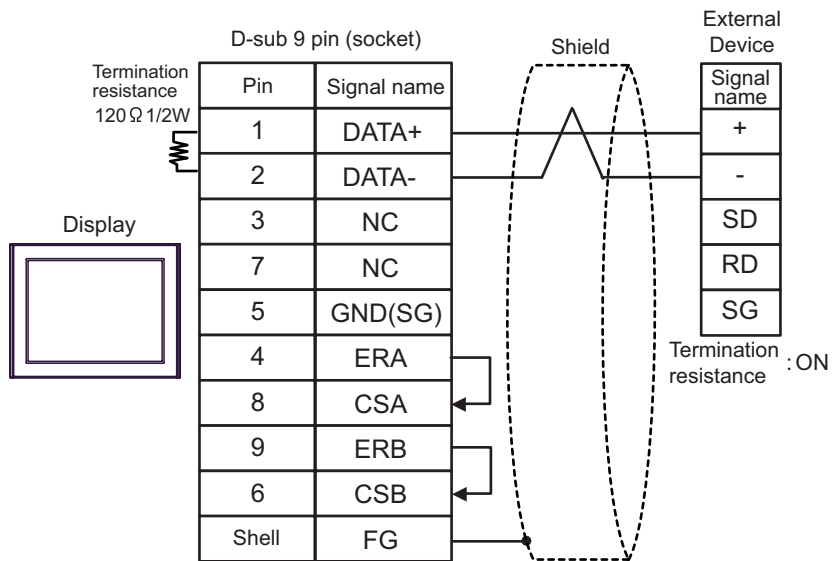 External
Device
D-sub 9 pin (socket)
Shield
Termination
resistance
120Ω 1/2W
Pin Signal name
Signal
name
1 DATA+
+
2 DATA-
-
Display
3 NC
SD
7 NC
RD
5 GND(SG)
SG
4 ERA
Termination
resistance
: ON
8 CSA
9 ERB
6 CSB
Shell FG